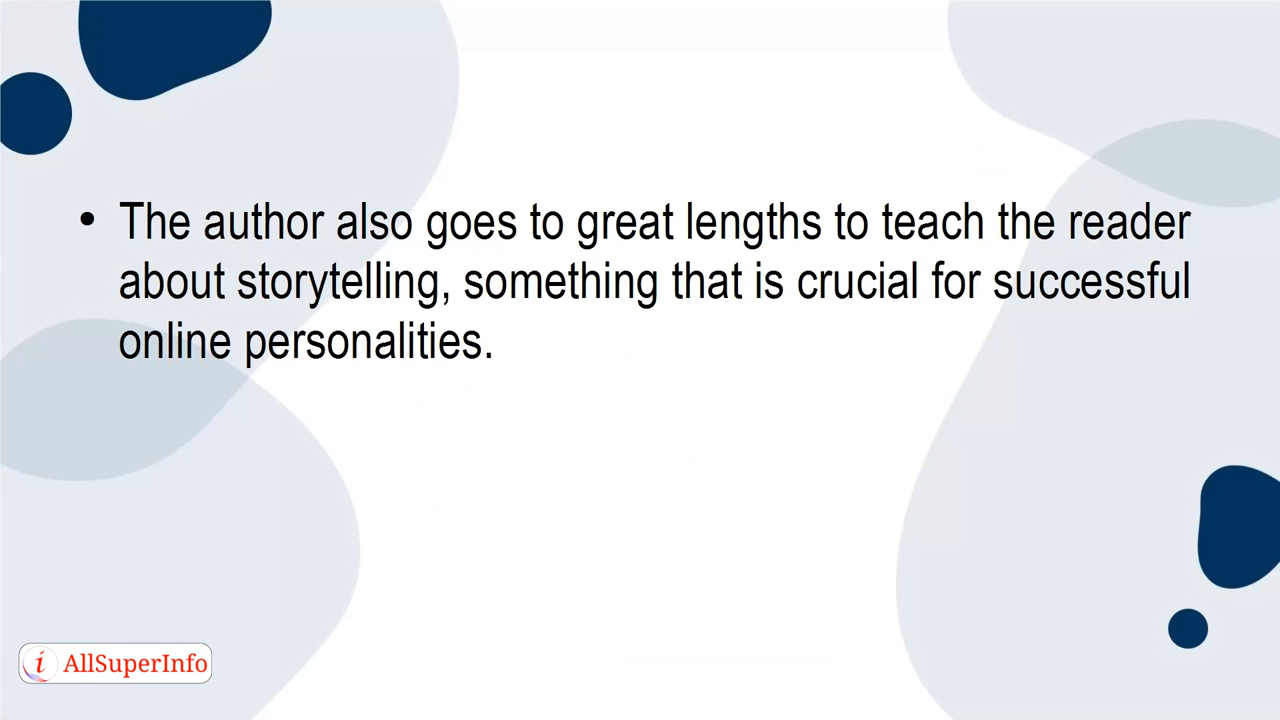 • The author also goes to great lengths to teach the reader
about storytelling, something that is crucial for successful
online personalities.
i AllSuperInfo